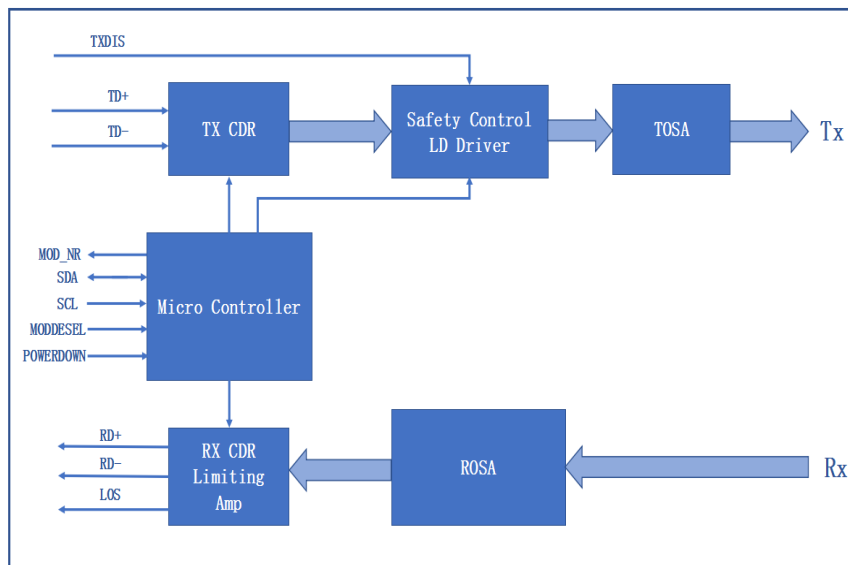 TXDIS
TD+
TX CDR
Safety Control
LD Driver
TOSA
Tx
TD-
MOD_NR
SDA
SCL
MODDESEL
POWERDOWN
Micro Controller
RD+
RD-
LOS
RX CDR
Limiting
Amp
ROSA
Rx